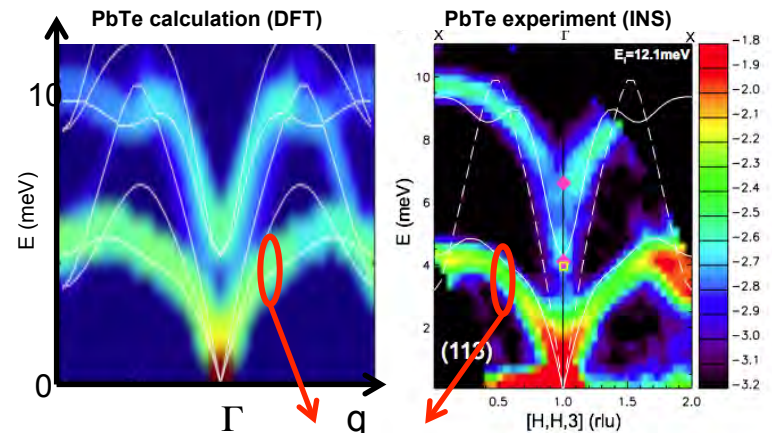 PbTe calculation (DFT)
PbTe experiment (INS)
10
E (meV)
0
Γ
q
X
Γ
X
E_i=12.1meV
10
8
6
4
2
E (meV)
(113)
0.5
1.0
1.5
2.0
[H,H,3] (rlu)
-1.8
-1.9
-2.0
-2.1
-2.2
-2.3
-2.4
-2.5
-2.6
-2.7
-2.8
-2.9
-3.0
-3.1
-3.2